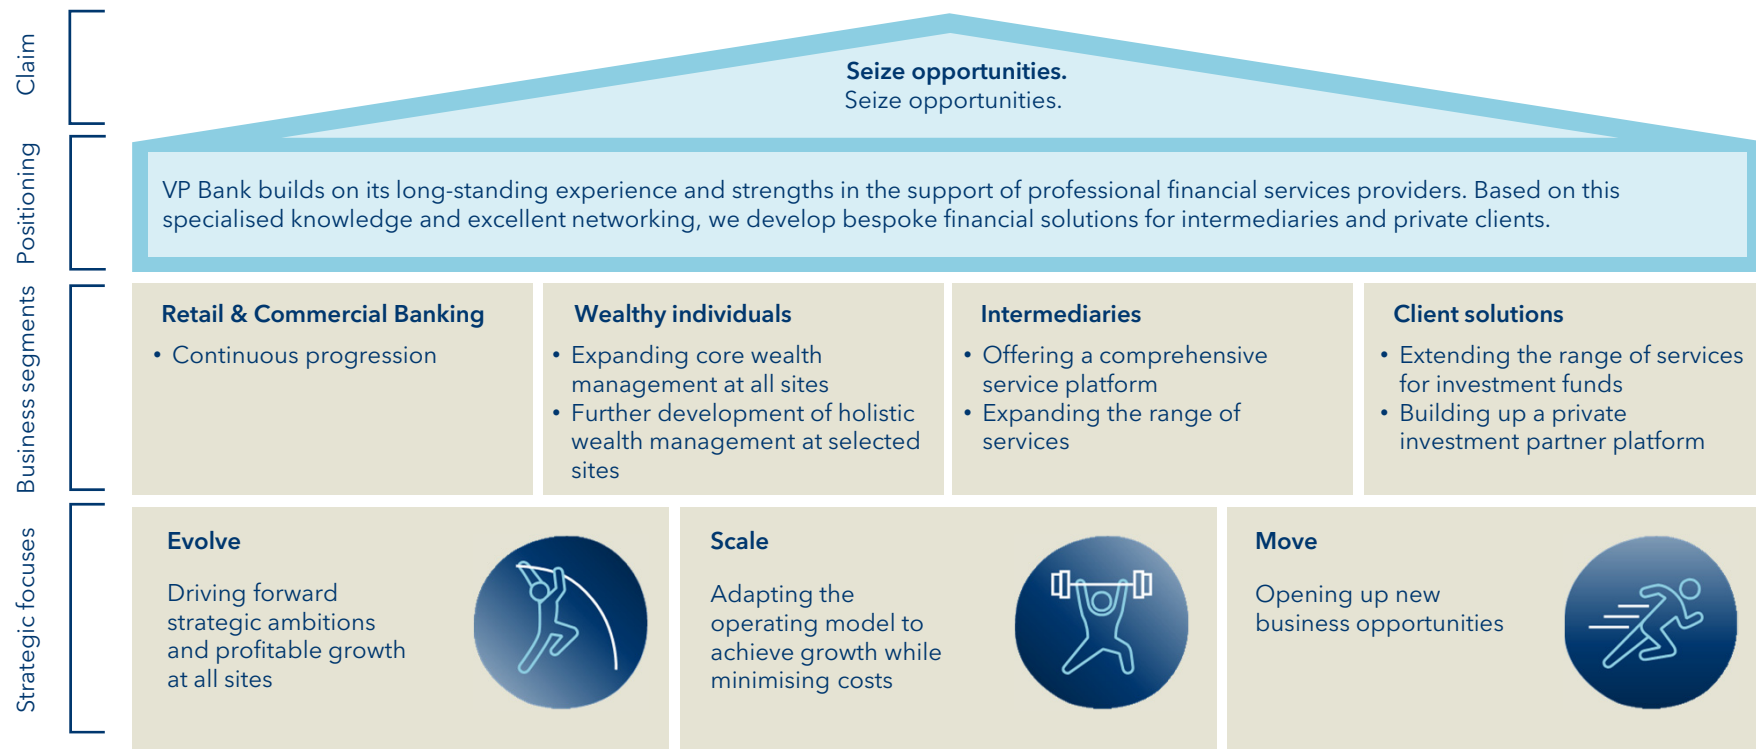 Claim
Seize opportunities.
Seize opportunities.
Positioning
VP Bank builds on its long-standing experience and strengths in the support of professional financial services providers. Based on this
specialised knowledge and excellent networking, we develop bespoke financial solutions for intermediaries and private clients.
Business segments
Retail & Commercial Banking
• Continuous progression
Wealthy individuals
• Expanding core wealth
management at all sites
• Further development of holistic
wealth management at selected
sites
Intermediaries
• Offering a comprehensive
service platform
• Expanding the range of
services
Client solutions
• Extending the range of services
for investment funds
• Building up a private
investment partner platform
Strategic focuses
Evolve
Driving forward
strategic ambitions
and profitable growth
at all sites
Scale
Adapting the
operating model to
achieve growth while
minimising costs
Move
Opening up new
business opportunities